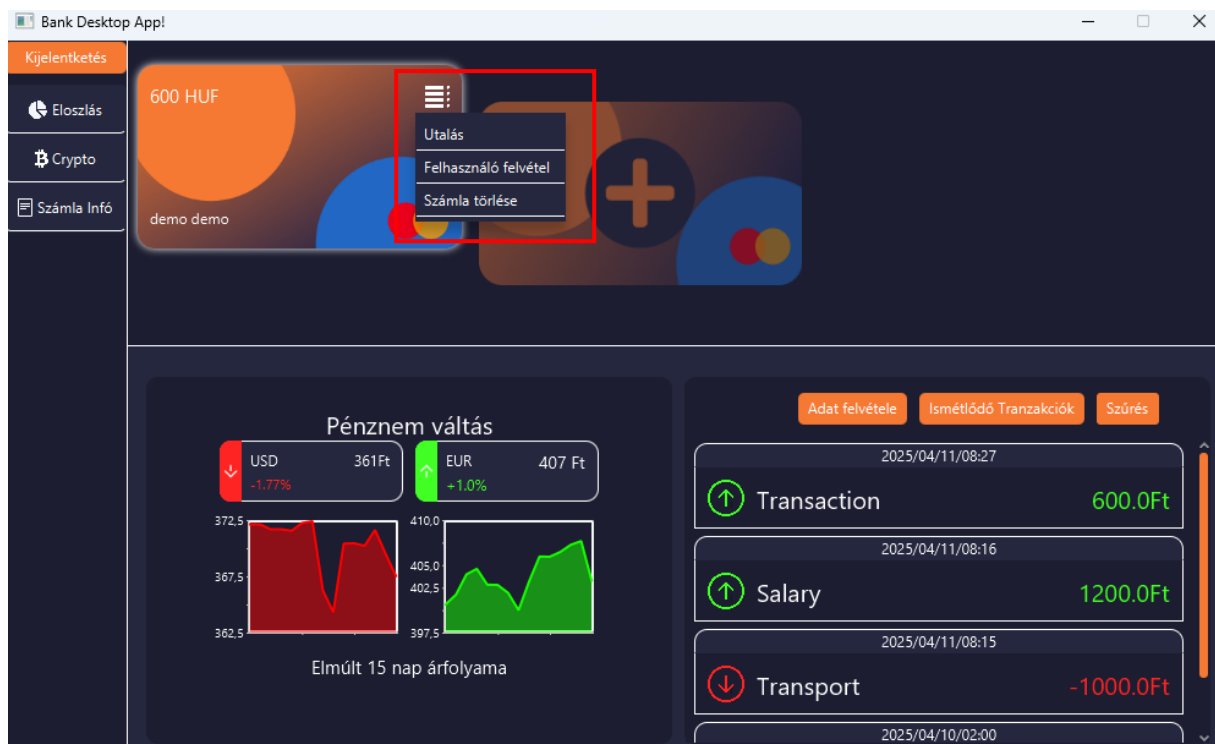 Bank Desktop App!
Kijelentketés
Eloszlás
Crypto
Számla Infó
600 HUF
demo demo
Utalás
Felhasználó felvétel
Számla törlése
Pénznem váltás
USD 361Ft
-1.77%
EUR 407 Ft
+1.0%
372,5
367,5
362,5
410,0
405,0
402,5
397,5
Elmúlt 15 nap árfolyama
Adat felvétele
Ismétlődő Tranzakciók
Szűrés
2025/04/11/08:27
Transaction 600.0Ft
2025/04/11/08:16
Salary 1200.0Ft
2025/04/11/08:15
Transport -1000.0Ft
2025/04/10/02:00